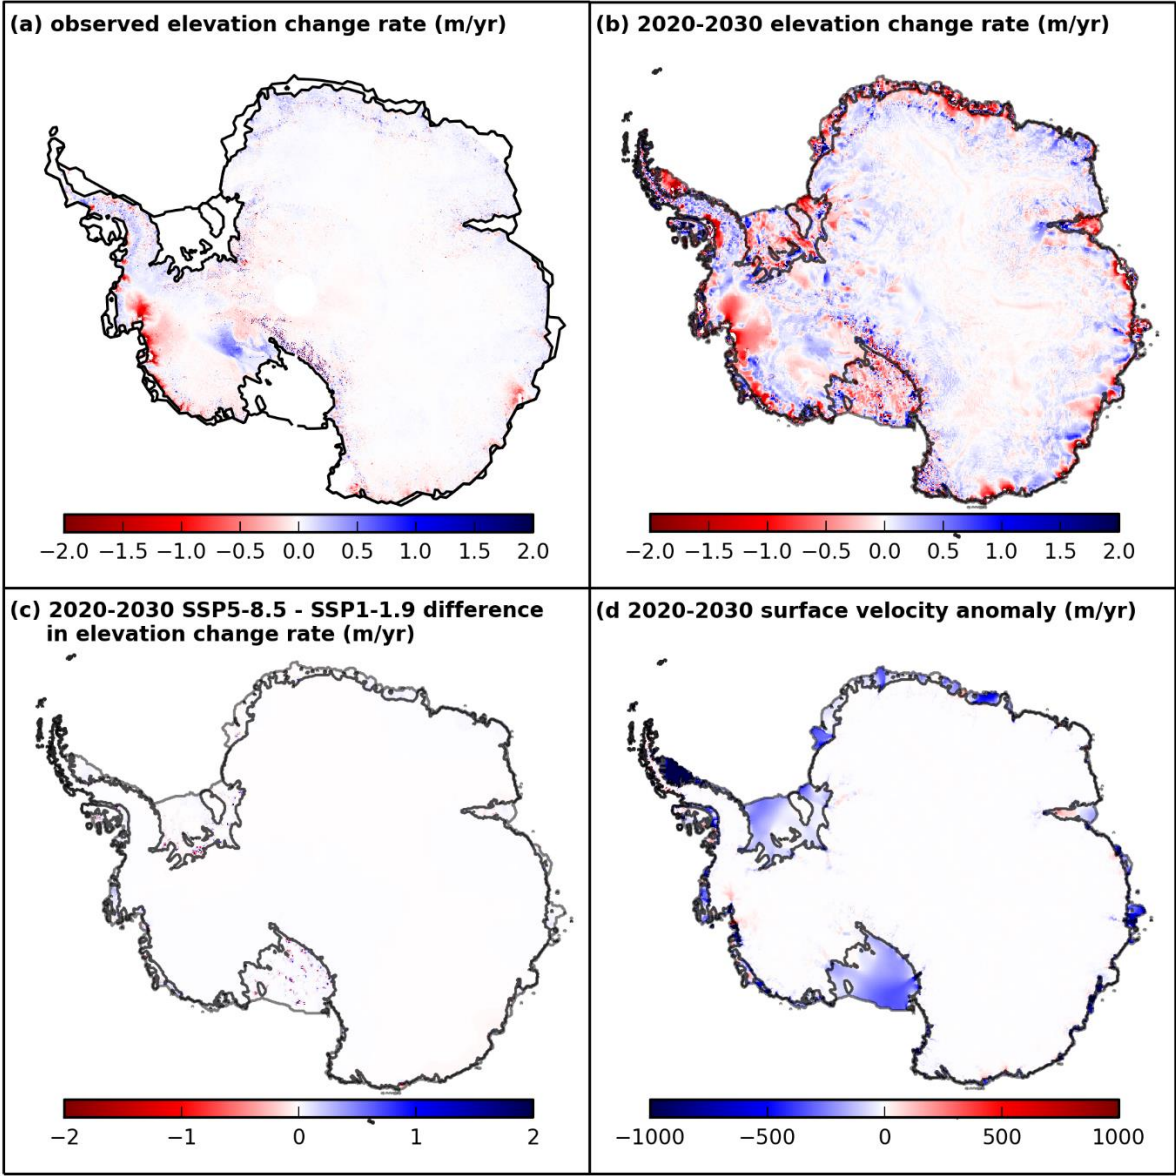 (a) observed elevation change rate (m/yr)
−2.0 −1.5 −1.0 −0.5 0.0 0.5 1.0 1.5 2.0
(b) 2020-2030 elevation change rate (m/yr)
−2.0 −1.5 −1.0 −0.5 0.0 0.5 1.0 1.5 2.0
(c) 2020-2030 SSP5-8.5 - SSP1-1.9 difference
in elevation change rate (m/yr)
−2 −1 0 1 2
(d 2020-2030 surface velocity anomaly (m/yr)
−1000 −500 0 500 1000